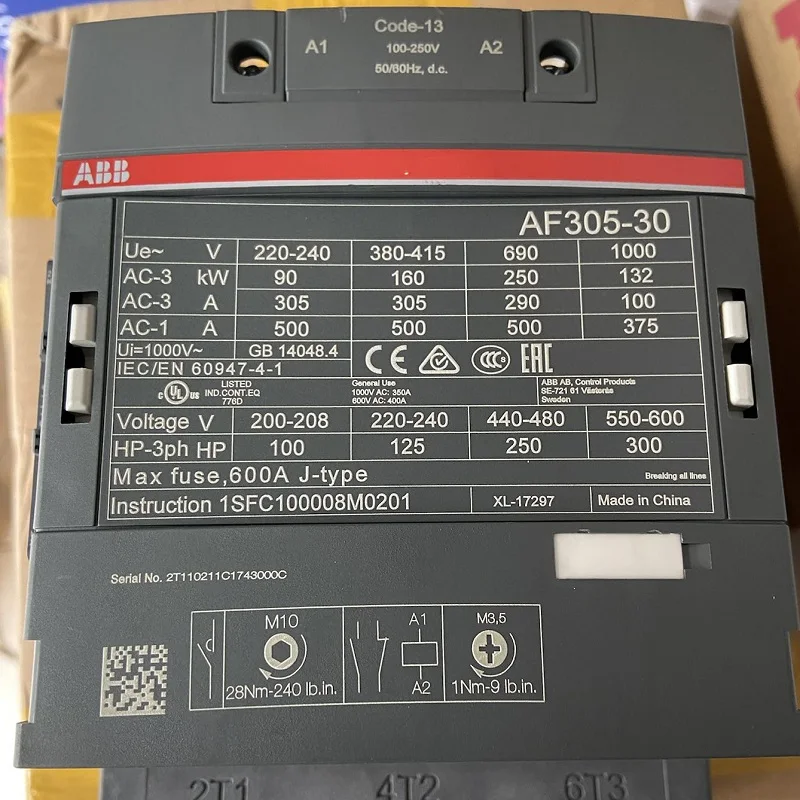 Code-13
A1 100-250V A2
50/60Hz, d.c.
ABB
AF305-30
Ue~ V 220-240 380-415 690 1000
AC-3 kW 90 160 250 132
AC-3 A 305 305 290 100
AC-1 A 500 500 500 375
Ui=1000V~ GB 14048.4
IEC/EN 60947-4-1
CE CCC S EAC
c UL US LISTED IND.CONT.EQ 776D
General Use
1000V AC: 350A
600V AC: 400A
ABB AB, Control Products
SE-721 61 Västerås
Sweden
Voltage V 200-208 220-240 440-480 550-600
HP-3ph HP 100 125 250 300
Max fuse,600A J-type Breaking all lines
Instruction 1SFC100008M0201 XL-17297 Made in China
Serial No. 2T110211C1743000C
M10 A1 M3,5
28Nm-240 lb.in. A2 1Nm-9 lb.in.
2T1 4T2 6T3